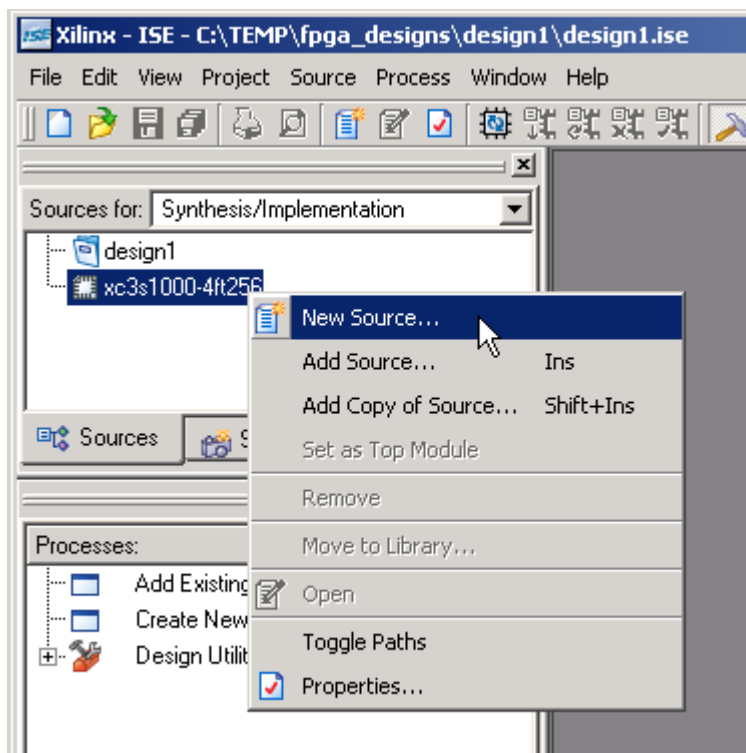 ISE Xilinx - ISE - C:\TEMP\fpga_designs\design1\design1.ise
File Edit View Project Source Process Window Help
Sources for: Synthesis/Implementation
design1
xc3s1000-4ft256
New Source...
Add Source... Ins
Add Copy of Source... Shift+Ins
Set as Top Module
Remove
Move to Library...
Open
Toggle Paths
Properties...
Sources
Processes:
Add Existing
Create New
Design Utilit